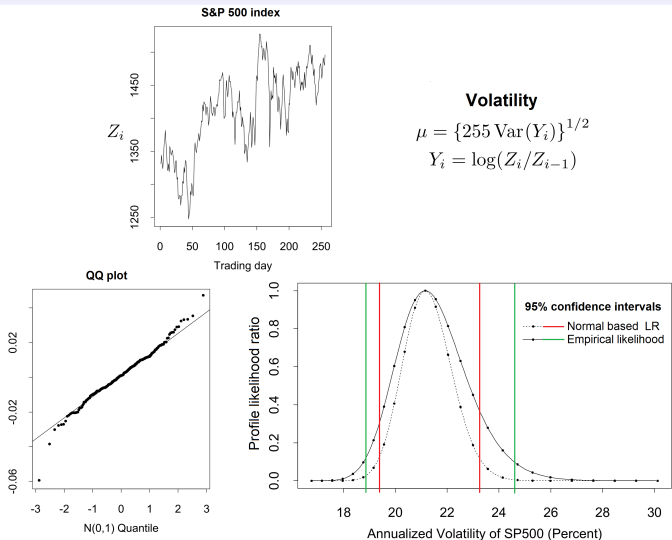 S&P 500 index
1450
1350
1250
Z_i
0 50 100 150 200 250
Trading day
Volatility
μ = {255 Var(Y_i)}^{1/2}
Y_i = log(Z_i/Z_{i−1})
QQ plot
0.02
-0.02
-0.06
-3 -2 -1 0 1 2 3
N(0,1) Quantile
1.0
0.8
0.6
0.4
0.2
0.0
Profile likelihood ratio
95% confidence intervals
Normal based LR
Empirical likelihood
18 20 22 24 26 28 30
Annualized Volatility of SP500 (Percent)